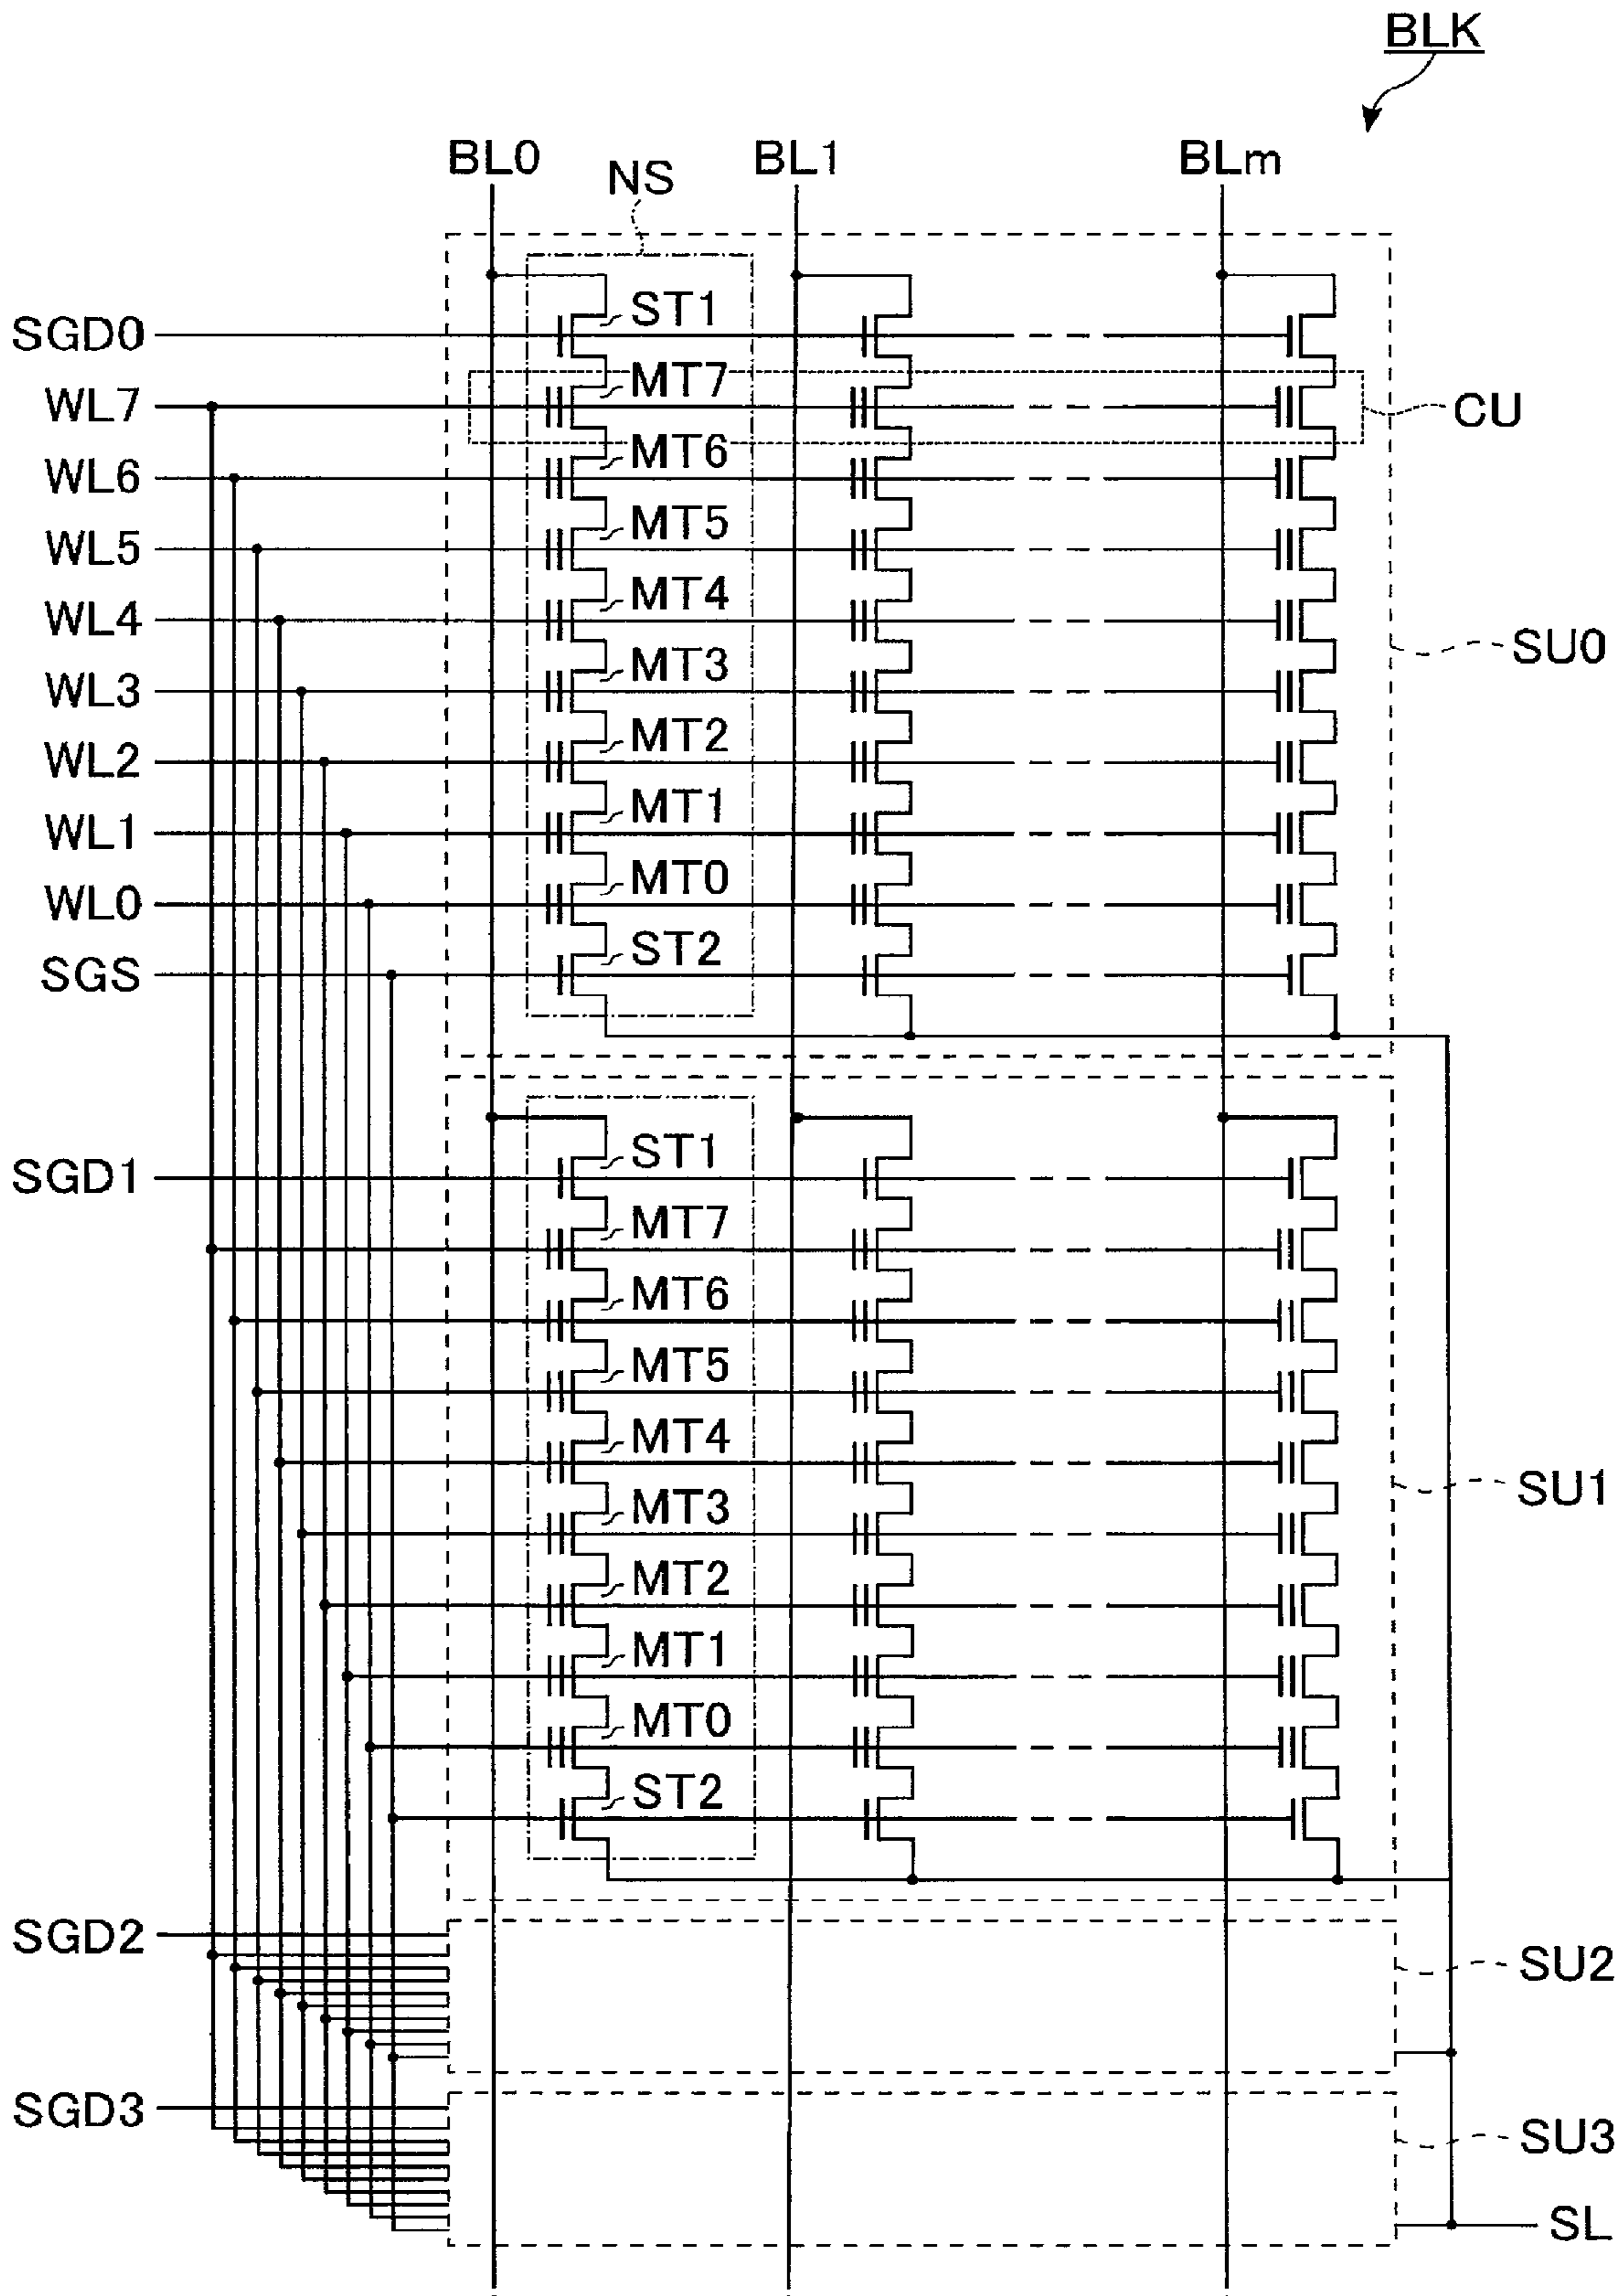 BLK
BL0 NS BL1 BLm
SGD0 ST1
WL7 MT7 CU
WL6 MT6
WL5 MT5
WL4 MT4 SU0
WL3 MT3
WL2 MT2
WL1 MT1
WL0 MT0
SGS ST2
SGD1 ST1
MT7
MT6
MT5
MT4
SU1
MT3
MT2
MT1
MT0
ST2
SGD2 SU2
SGD3 SU3
SL